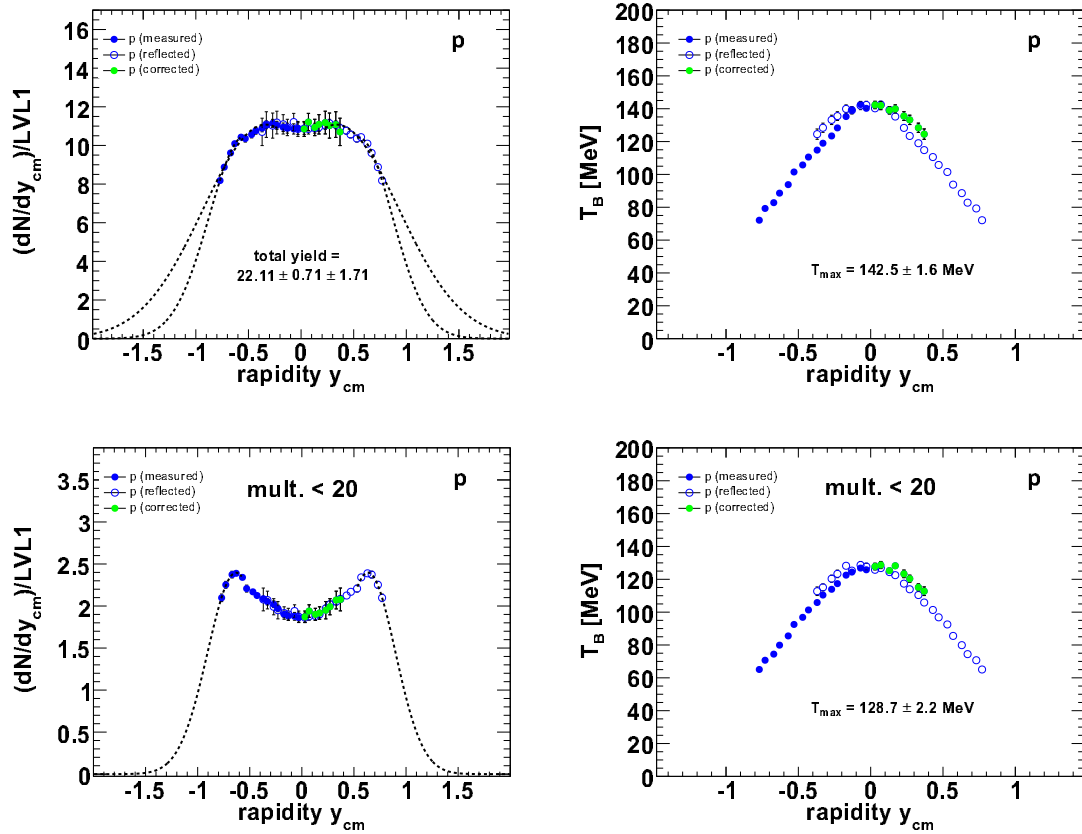 (dN/dy_cm)/LVL1
16
14
12
10
8
6
4
2
0
p (measured)
p (reflected)
p (corrected)
p
total yield =
22.11 ± 0.71 ± 1.71
-1.5 -1 -0.5 0 0.5 1 1.5
rapidity y_cm
T_B [MeV]
200
180
160
140
120
100
80
60
40
20
0
p (measured)
p (reflected)
p (corrected)
p
T_max = 142.5 ± 1.6 MeV
-1 -0.5 0 0.5 1
rapidity y_cm
(dN/dy_cm)/LVL1
3.5
3
2.5
2
1.5
1
0.5
0
p (measured)
p (reflected)
p (corrected)
mult. < 20
p
-1.5 -1 -0.5 0 0.5 1 1.5
rapidity y_cm
T_B [MeV]
200
180
160
140
120
100
80
60
40
20
0
p (measured)
p (reflected)
p (corrected)
mult. < 20
p
T_max = 128.7 ± 2.2 MeV
-1 -0.5 0 0.5 1
rapidity y_cm